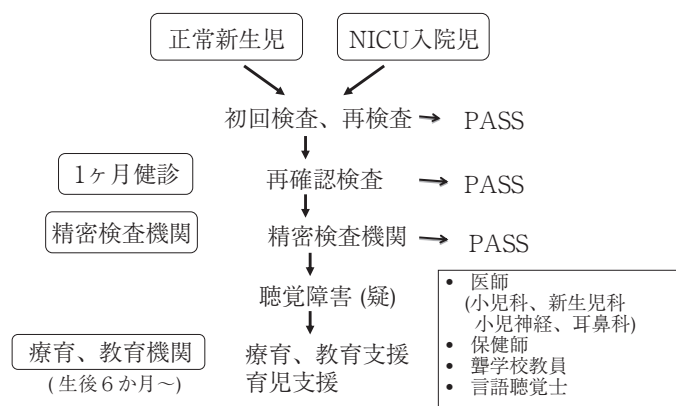 正常新生児
NICU入院児
初回検査、再検査
PASS
1ヶ月健診
再確認検査
PASS
精密検査機関
精密検査機関
PASS
聴覚障害 (疑)
療育、教育機関
(生後６か月～)
療育、教育支援
育児支援
• 医師
(小児科、新生児科
小児神経、耳鼻科)
• 保健師
• 聾学校教員
• 言語聴覚士